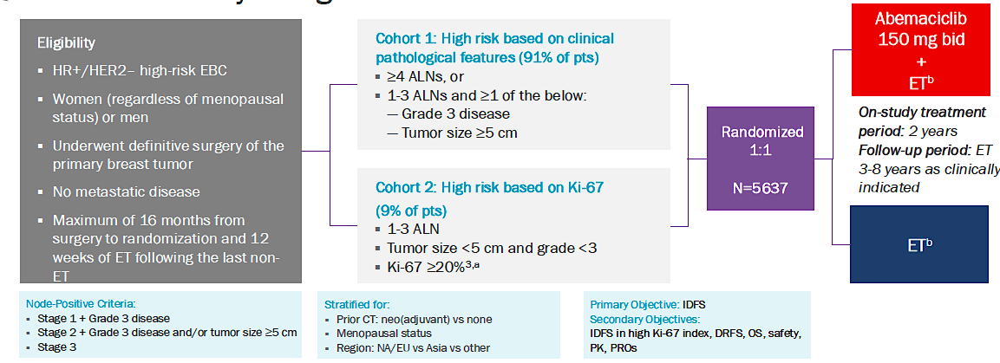 Eligibility
▪ HR+/HER2– high-risk EBC
▪ Women (regardless of menopausal
status) or men
▪ Underwent definitive surgery of the
primary breast tumor
▪ No metastatic disease
▪ Maximum of 16 months from
surgery to randomization and 12
weeks of ET following the last non-
ET
Cohort 1: High risk based on clinical
pathological features (91% of pts)
▪ ≥4 ALNs, or
▪ 1-3 ALNs and ≥1 of the below:
— Grade 3 disease
— Tumor size ≥5 cm
Cohort 2: High risk based on Ki-67
(9% of pts)
▪ 1-3 ALN
▪ Tumor size <5 cm and grade <3
▪ Ki-67 ≥20%3,a
Randomized
1:1
N=5637
Abemaciclib
150 mg bid
+
ETb
On-study treatment
period: 2 years
Follow-up period: ET
3-8 years as clinically
indicated
ETb
Node-Positive Criteria:
▪ Stage 1 + Grade 3 disease
▪ Stage 2 + Grade 3 disease and/or tumor size ≥5 cm
▪ Stage 3
Stratified for:
▪ Prior CT: neo(adjuvant) vs none
▪ Menopausal status
▪ Region: NA/EU vs Asia vs other
Primary Objective: IDFS
Secondary Objectives:
IDFS in high Ki-67 index, DRFS, OS, safety,
PK, PROs